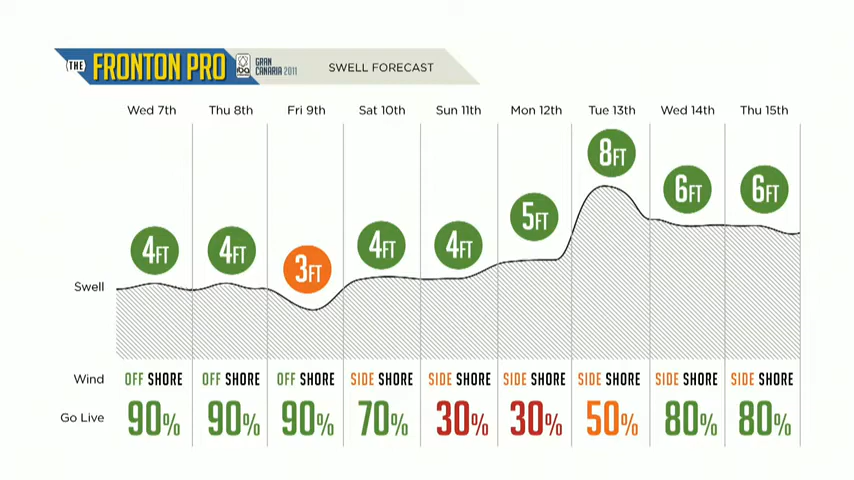 THE FRONTON PRO GRAN CANARIA 2011 SWELL FORECAST
Wed 7th Thu 8th Fri 9th Sat 10th Sun 11th Mon 12th Tue 13th Wed 14th Thu 15th
4FT 4FT 3FT 4FT 4FT 5FT 8FT 6FT 6FT
Swell
Wind OFF SHORE OFF SHORE OFF SHORE SIDE SHORE SIDE SHORE SIDE SHORE SIDE SHORE SIDE SHORE SIDE SHORE
Go Live 90% 90% 90% 70% 30% 30% 50% 80% 80%